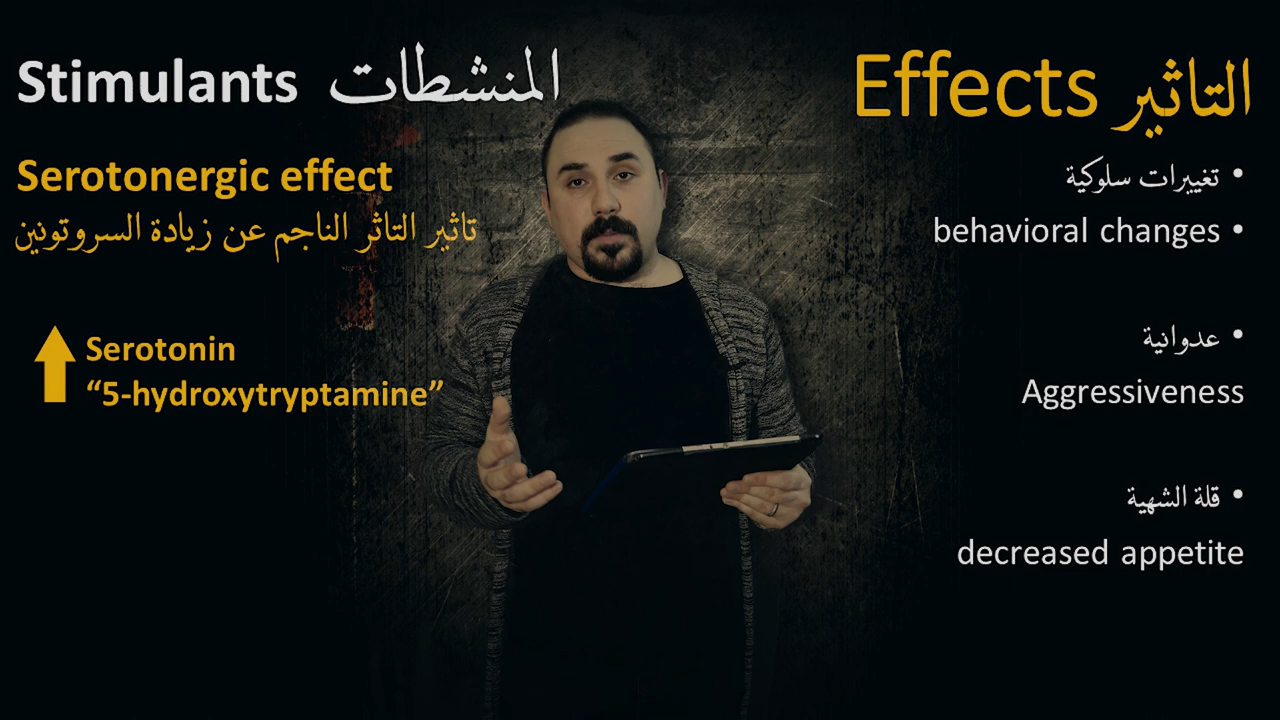 Stimulants المنشطات
Serotonergic effect
تاثير التاثر الناجم عن زيادة السروتونين
Serotonin
“5-hydroxytryptamine”
Effects التاثير
• تغييرات سلوكية
behavioral changes •
• عدوانية
Aggressiveness
• قلة الشهية
decreased appetite